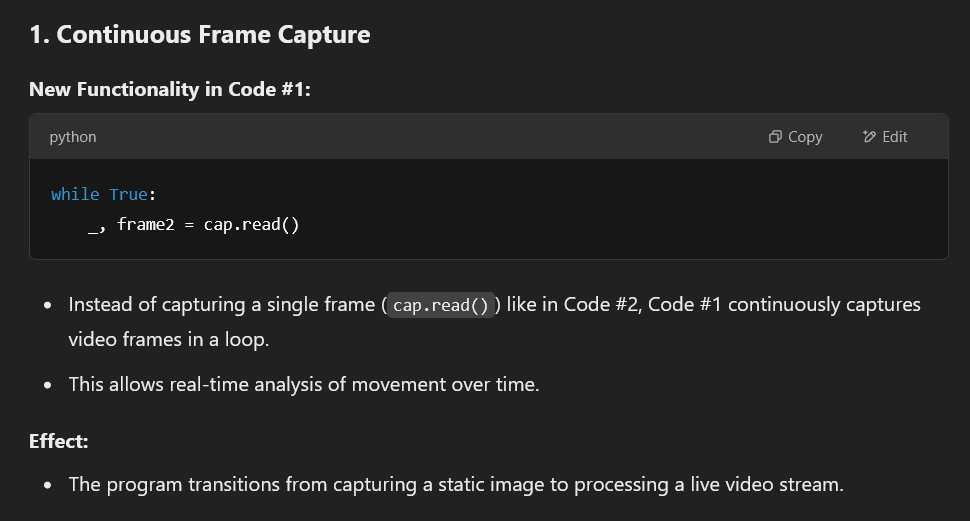 1. Continuous Frame Capture
New Functionality in Code #1:
python Copy Edit
while True:
    _, frame2 = cap.read()
• Instead of capturing a single frame (cap.read()) like in Code #2, Code #1 continuously captures
video frames in a loop.
• This allows real-time analysis of movement over time.
Effect:
• The program transitions from capturing a static image to processing a live video stream.